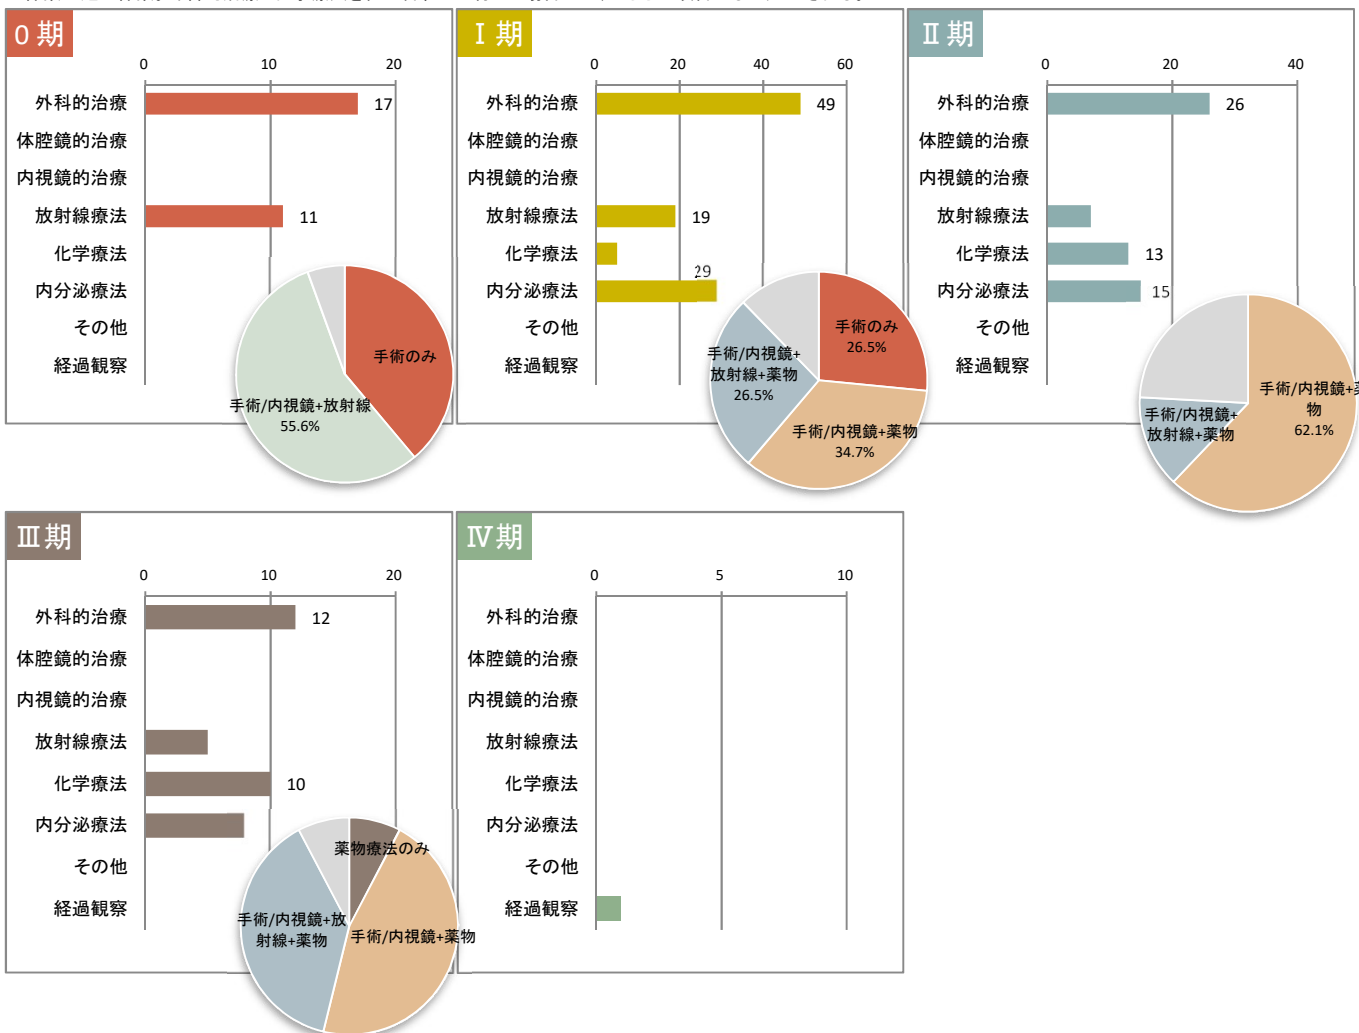 0期
0 10 20
外科的治療 17
体腔鏡的治療
内視鏡的治療
放射線療法 11
化学療法
内分泌療法
その他
経過観察
手術のみ
手術/内視鏡+放射線
55.6%
Ⅰ期
0 20 40 60
外科的治療 49
体腔鏡的治療
内視鏡的治療
放射線療法 19
化学療法
内分泌療法 29
その他
経過観察
手術のみ
26.5%
手術/内視鏡+
放射線+薬物
26.5%
手術/内視鏡+薬物
34.7%
Ⅱ期
0 20 40
外科的治療 26
体腔鏡的治療
内視鏡的治療
放射線療法
化学療法 13
内分泌療法 15
その他
経過観察
手術/内視鏡+薬
物
62.1%
手術/内視鏡+
放射線+薬物
Ⅲ期
0 10 20
外科的治療 12
体腔鏡的治療
内視鏡的治療
放射線療法
化学療法 10
内分泌療法
その他
経過観察
薬物療法のみ
手術/内視鏡+放
射線+薬物
手術/内視鏡+薬物
Ⅳ期
0 5 10
外科的治療
体腔鏡的治療
内視鏡的治療
放射線療法
化学療法
内分泌療法
その他
経過観察